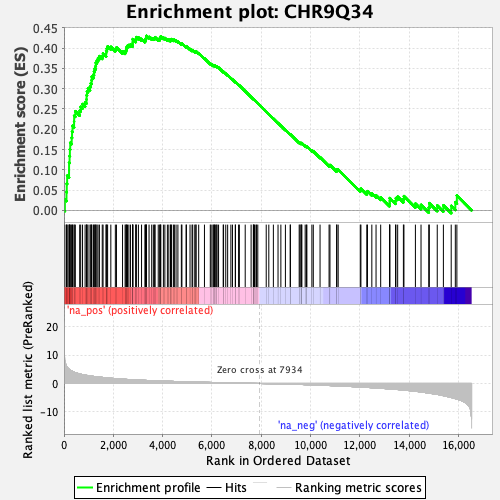 Enrichment plot: CHR9Q34
Enrichment score (ES)
0.45
0.40
0.35
0.30
0.25
0.20
0.15
0.10
0.05
0.00
'na_pos' (positively correlated)
Ranked list metric (PreRanked)
20
10
0
-10
Zero cross at 7934
'na_neg' (negatively correlated)
0 2,000 4,000 6,000 8,000 10,000 12,000 14,000 16,000
Rank in Ordered Dataset
Enrichment profile Hits Ranking metric scores